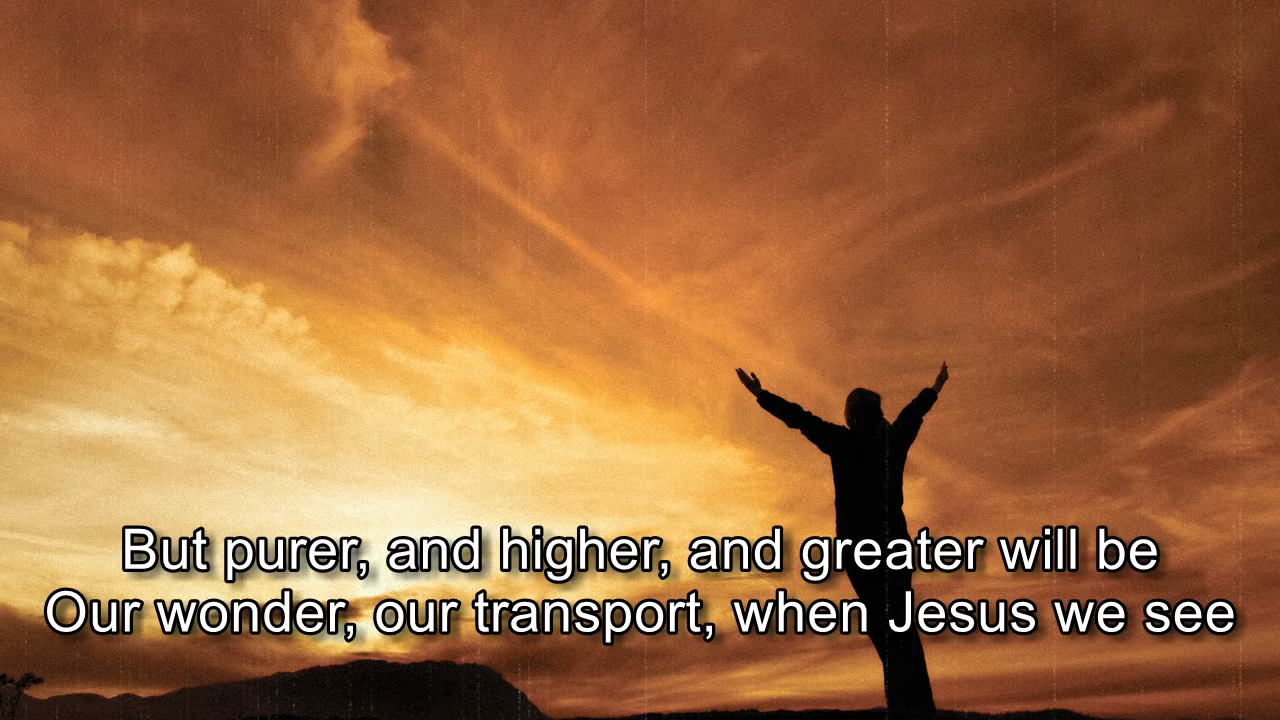 But purer, and higher, and greater will be
Our wonder, our transport, when Jesus we see